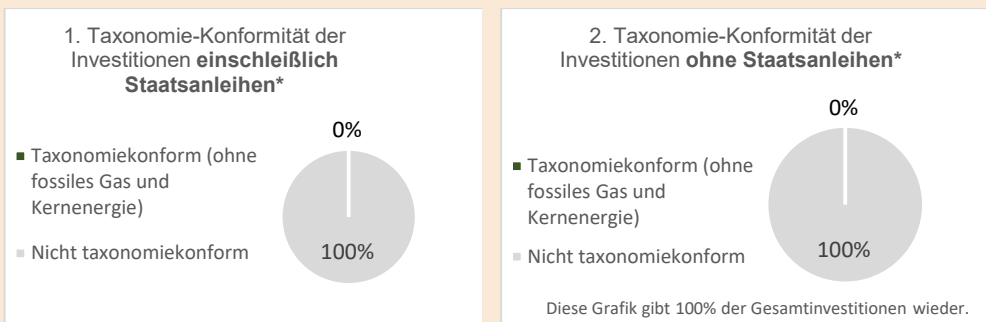 1. Taxonomie-Konformität der
Investitionen einschleißlich
Staatsanleihen*
0%
Taxonomiekonform (ohne
fossiles Gas und
Kernenergie)
Nicht taxonomiekonform
100%
2. Taxonomie-Konformität der
Investitionen ohne Staatsanleihen*
0%
Taxonomiekonform (ohne
fossiles Gas und
Kernenergie)
Nicht taxonomiekonform
100%
Diese Grafik gibt 100% der Gesamtinvestitionen wieder.